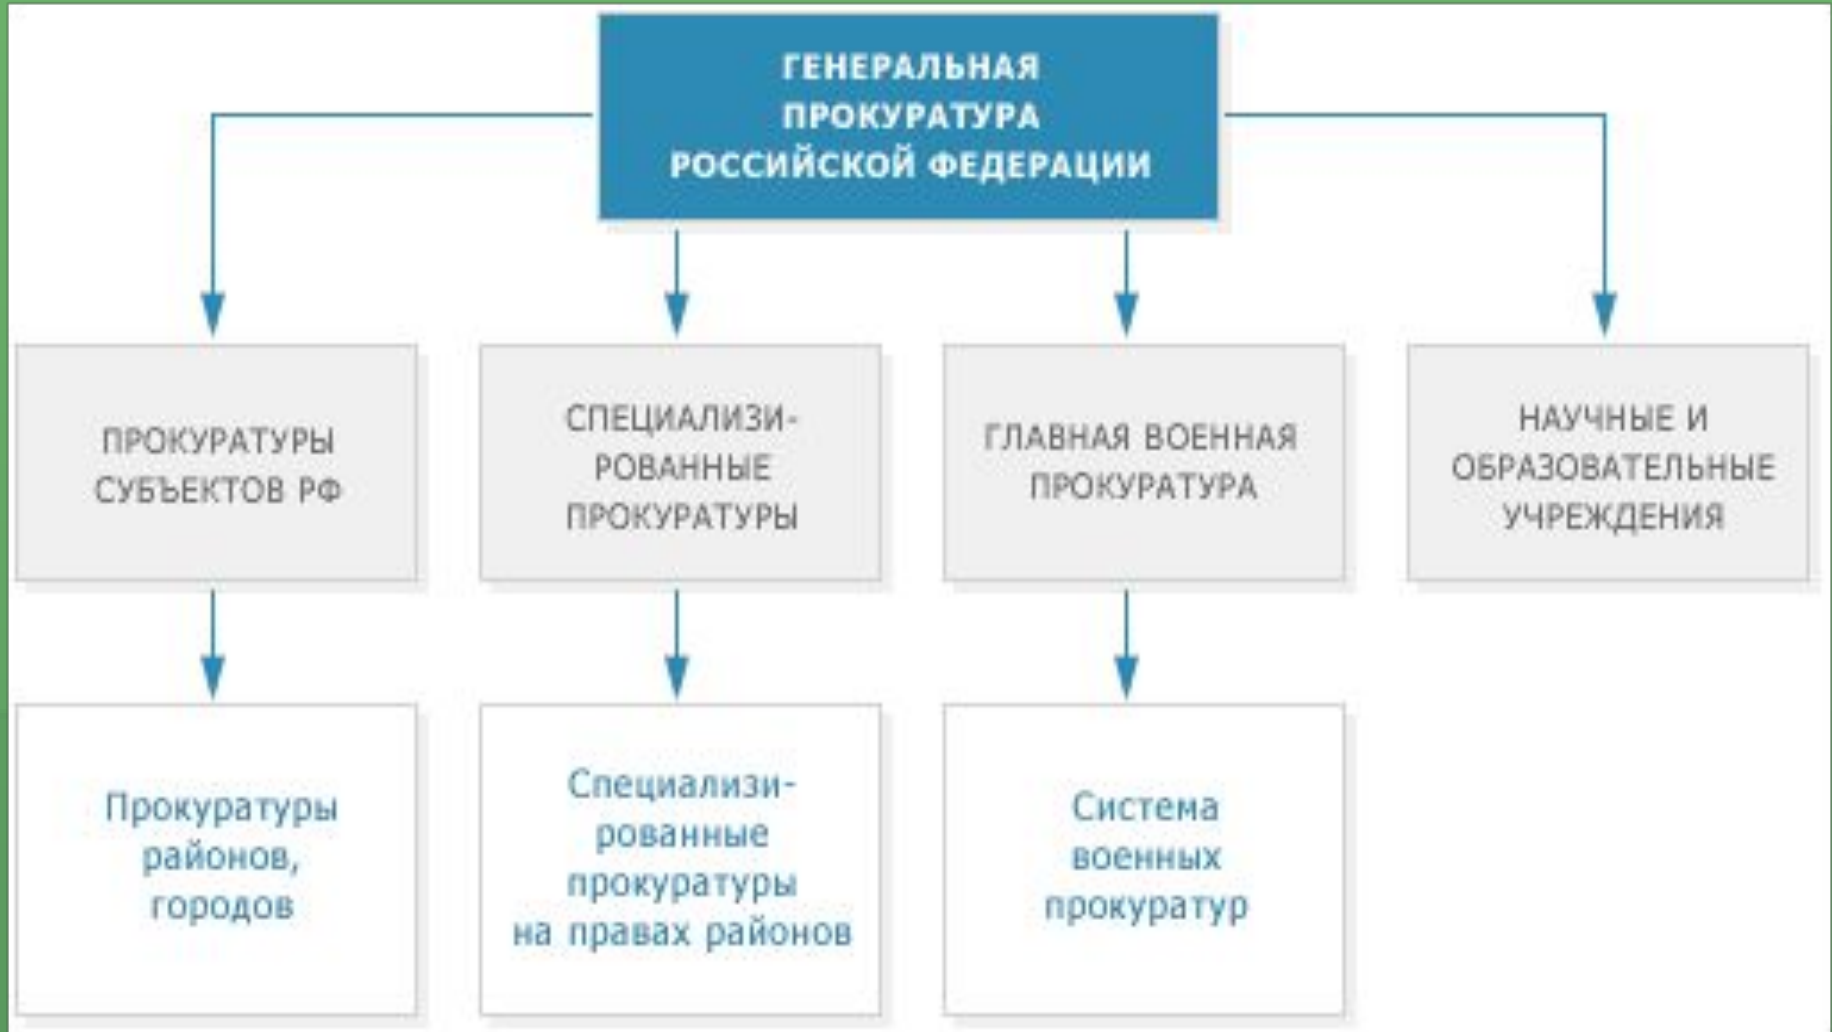 ГЕНЕРАЛЬНАЯ
ПРОКУРАТУРА
РОССИЙСКОЙ ФЕДЕРАЦИИ
ПРОКУРАТУРЫ
СУБЪЕКТОВ РФ
СПЕЦИАЛИЗИ-
РОВАННЫЕ
ПРОКУРАТУРЫ
ГЛАВНАЯ ВОЕННАЯ
ПРОКУРАТУРА
НАУЧНЫЕ И
ОБРАЗОВАТЕЛЬНЫЕ
УЧРЕЖДЕНИЯ
Прокуратуры
районов,
городов
Специализи-
рованные
прокуратуры
на правах районов
Система
военных
прокуратур